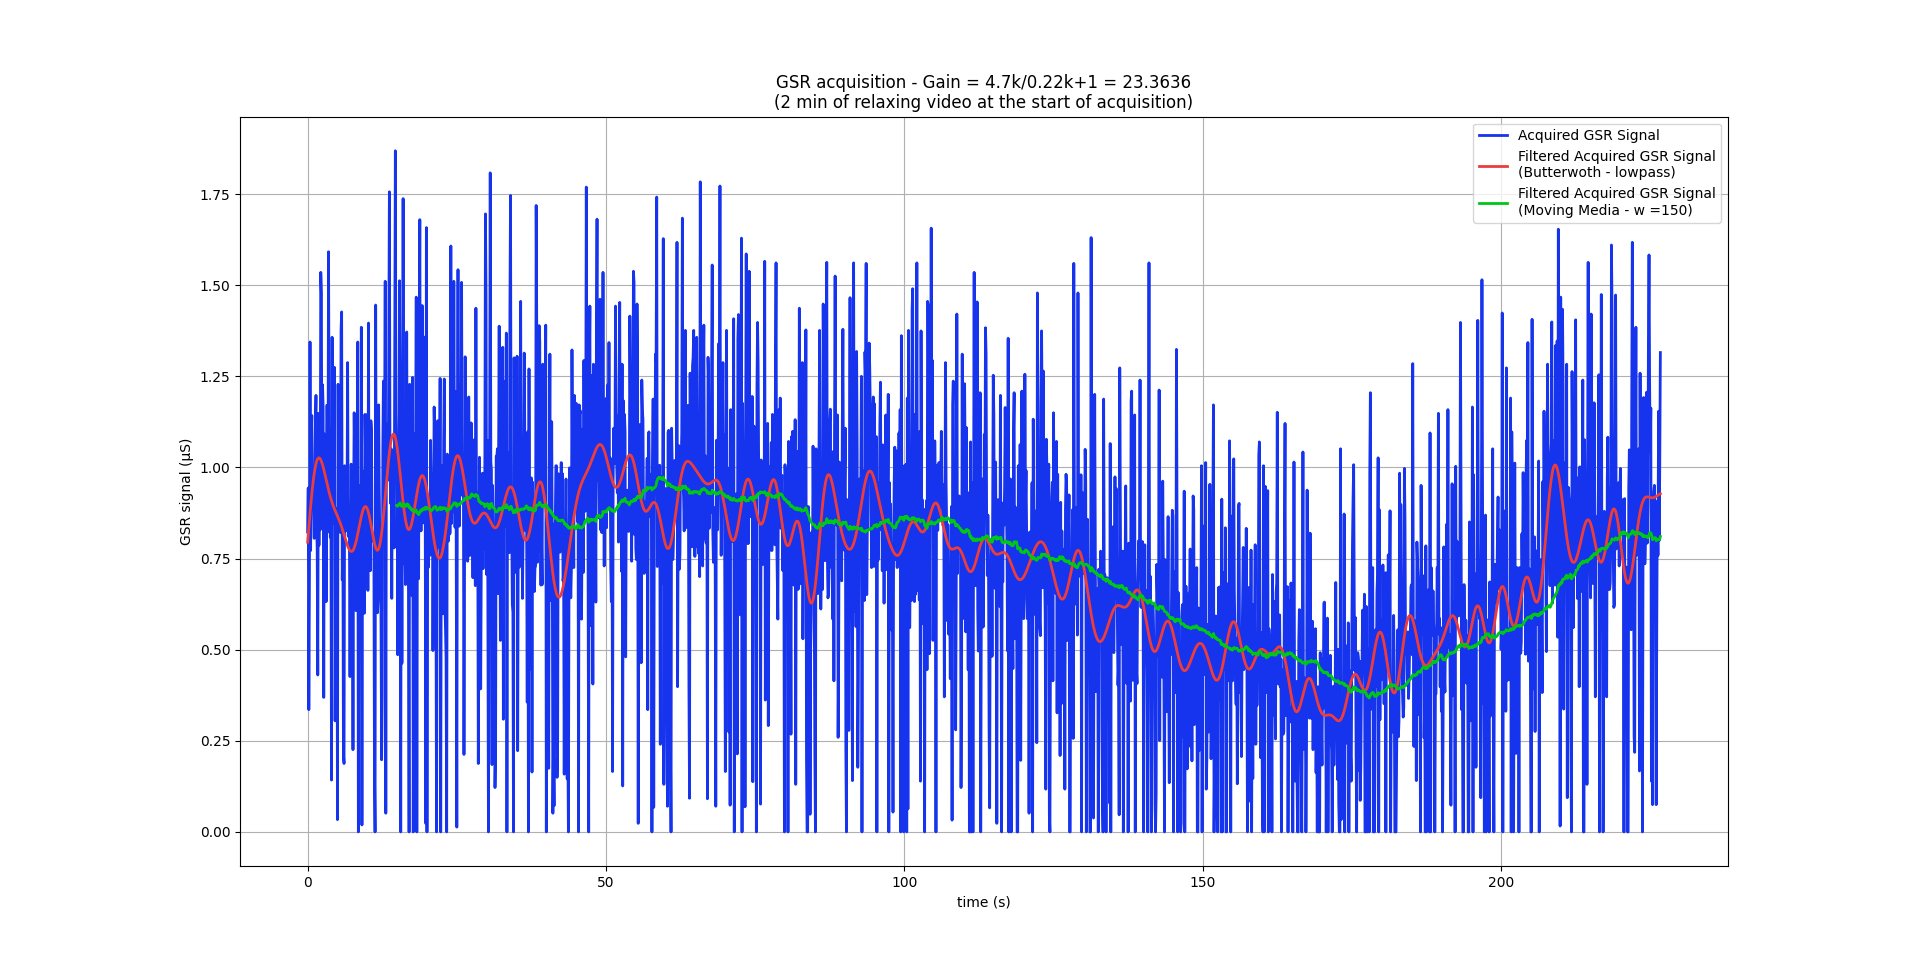 GSR acquisition - Gain = 4.7k/0.22k+1 = 23.3636
(2 min of relaxing video at the start of acquisition)
Acquired GSR Signal
Filtered Acquired GSR Signal
(Butterwoth - lowpass)
Filtered Acquired GSR Signal
(Moving Media - w =150)
GSR signal (μS)
1.75
1.50
1.25
1.00
0.75
0.50
0.25
0.00
0
50
100
150
200
time (s)